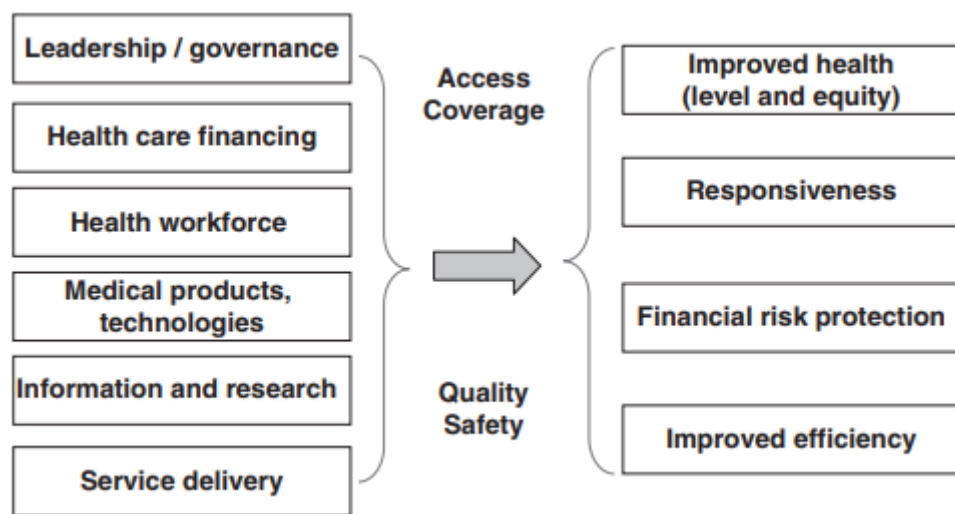 Leadership / governance
Health care financing
Health workforce
Medical products,
technologies
Information and research
Service delivery
Access
Coverage
Quality
Safety
Improved health
(level and equity)
Responsiveness
Financial risk protection
Improved efficiency